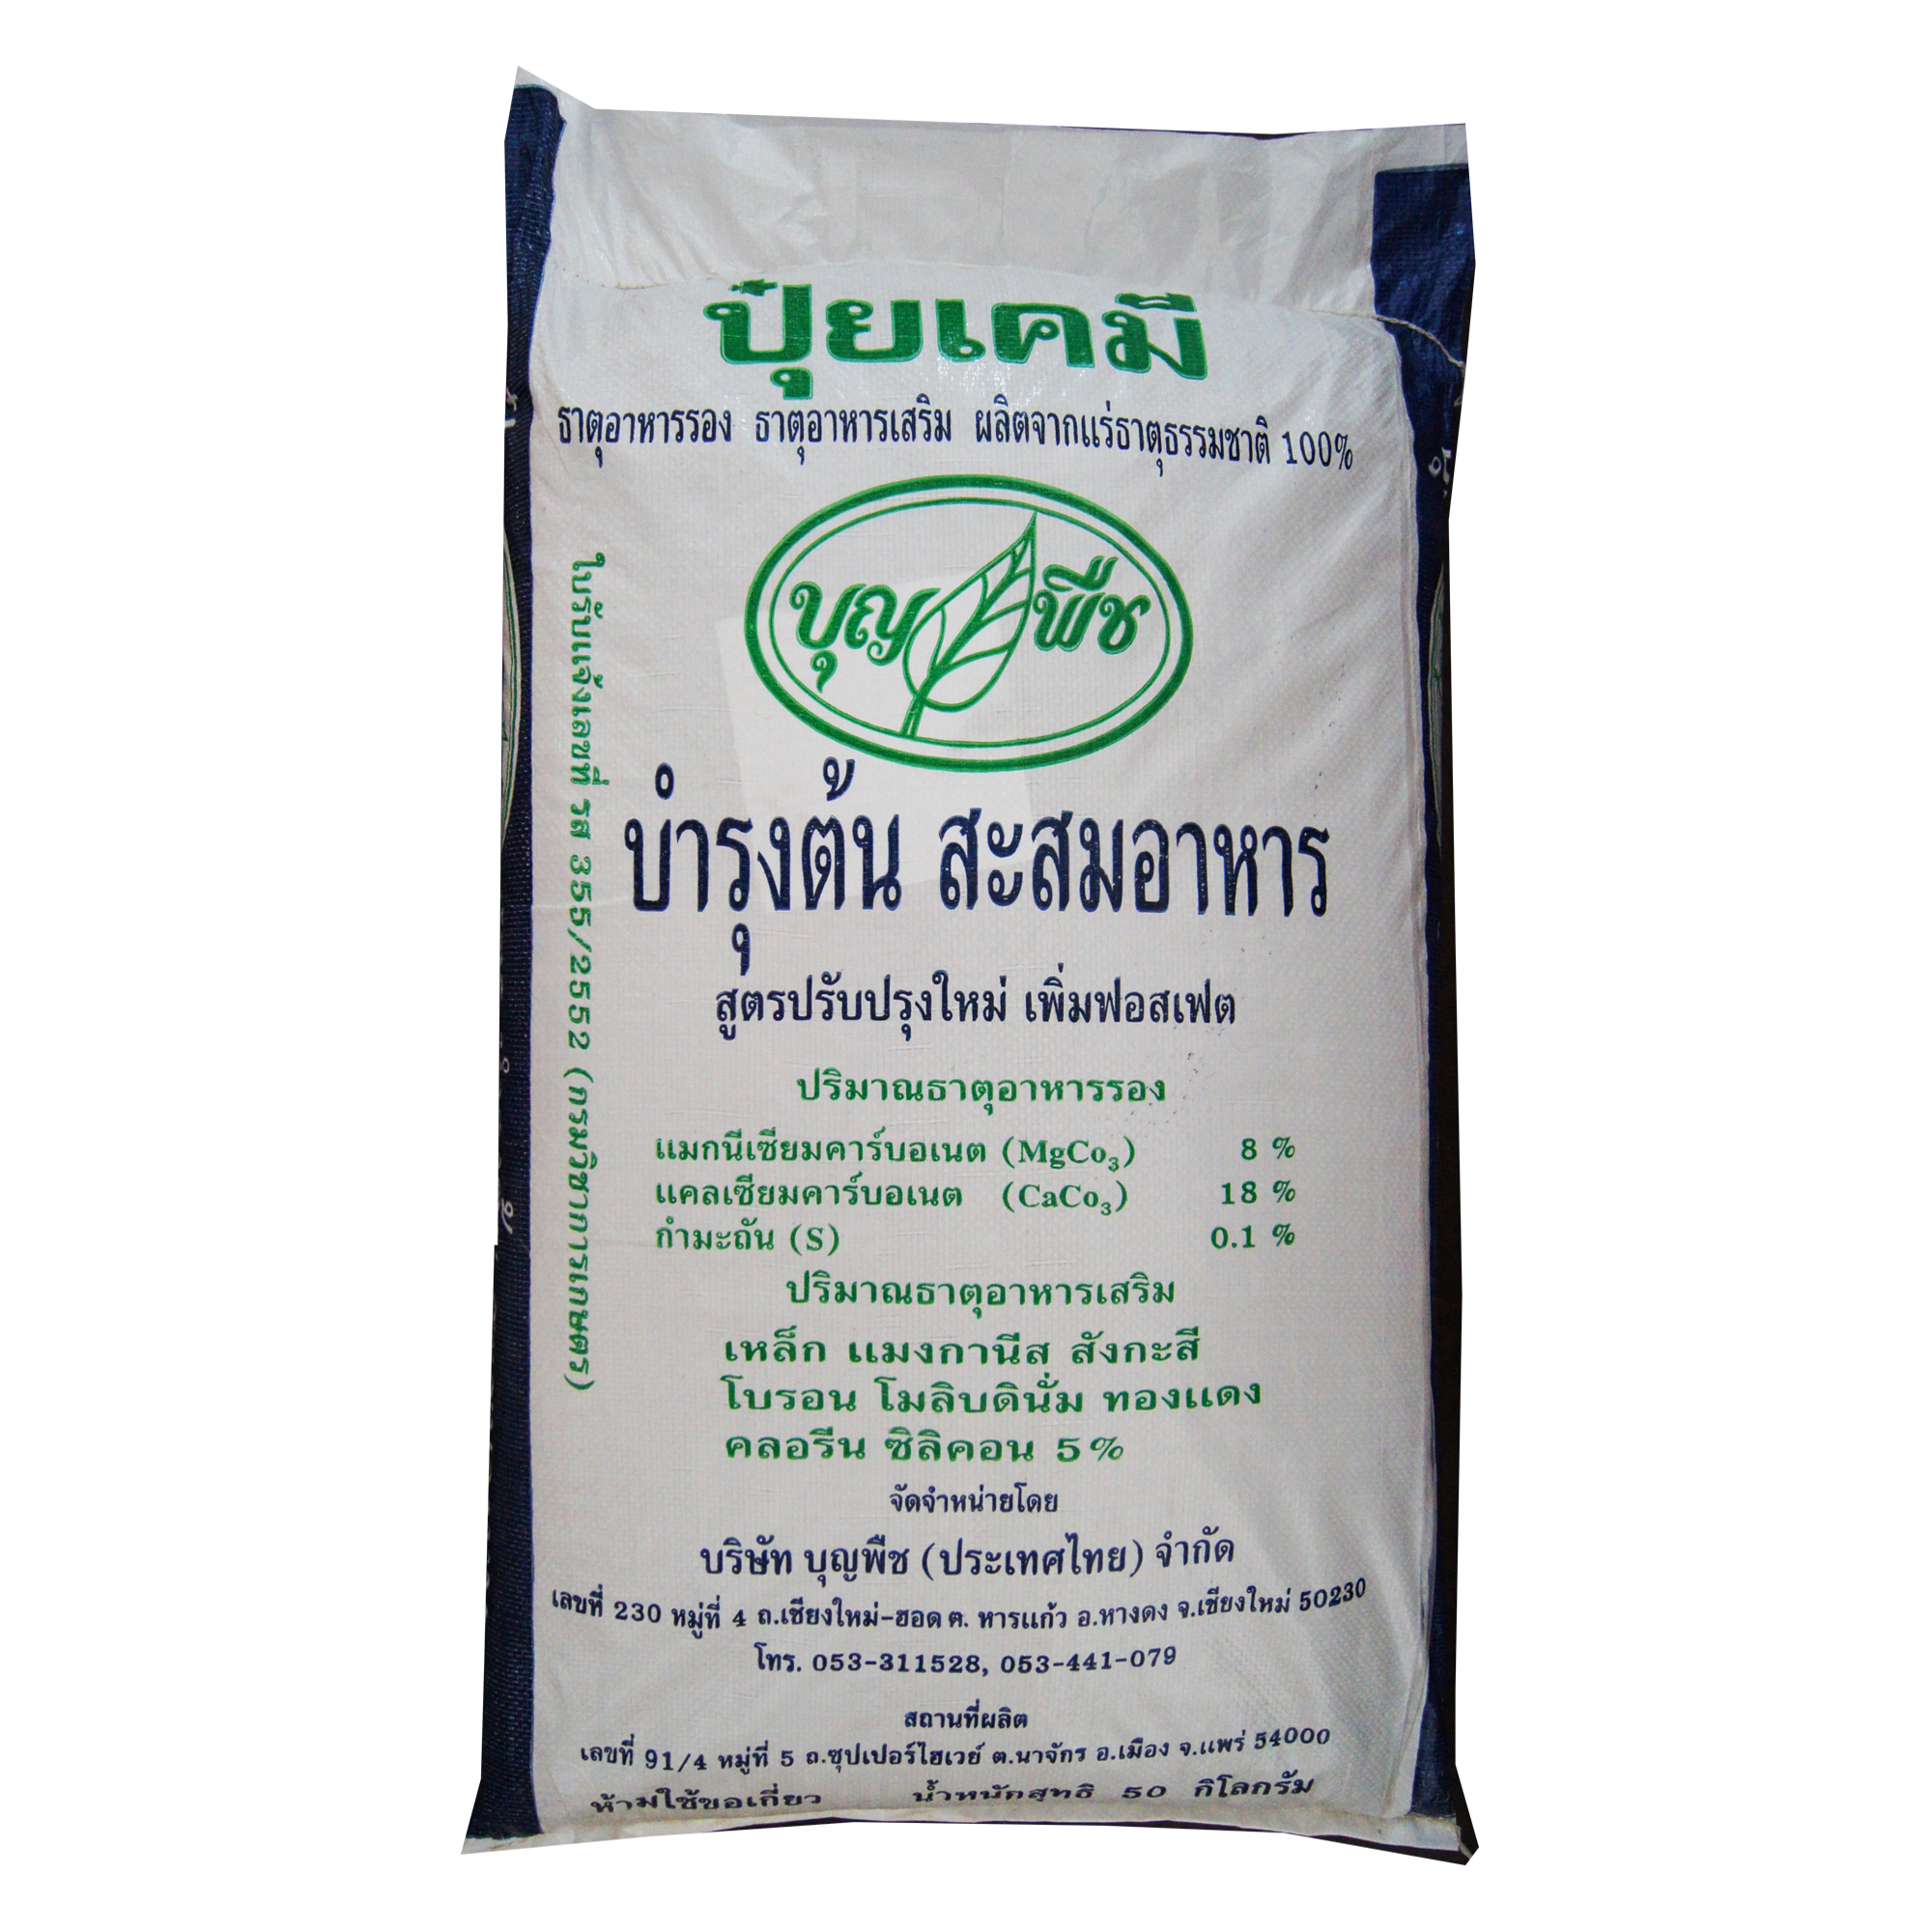 ปุ๋ยเคมี
ธาตุอาหารรอง ธาตุอาหารเสริม ผลิตจากแร่ธาตุธรรมชาติ 100%
บุญพืช
ใบรับแจ้งเลขที่ รส 355/2552 (กรมวิชาการเกษตร)
บำรุงต้น สะสมอาหาร
สูตรปรับปรุงใหม่ เพิ่มฟอสเฟต
ปริมาณธาตุอาหารรอง
แมกนีเซียมคาร์บอเนต (MgCo₃) 8 %
แคลเซียมคาร์บอเนต (CaCo₃) 18 %
กำมะถัน (S) 0.1 %
ปริมาณธาตุอาหารเสริม
เหล็ก แมงกานีส สังกะสี
โบรอน โมลิบดินั่ม ทองแดง
คลอรีน ซิลิคอน 5%
จัดจำหน่ายโดย
บริษัท บุญพืช (ประเทศไทย) จำกัด
เลขที่ 230 หมู่ที่ 4 ถ.เชียงใหม่-ฮอด ต. หารแก้ว อ.หางดง จ.เชียงใหม่ 50230
โทร. 053-311528, 053-441-079
สถานที่ผลิต
เลขที่ 91/4 หมู่ที่ 5 ถ.ซุปเปอร์ไฮเวย์ ต.นาจักร อ.เมือง จ.แพร่ 54000
ห้ามใช้ขอเกี่ยว น้ำหนักสุทธิ 50 กิโลกรัม